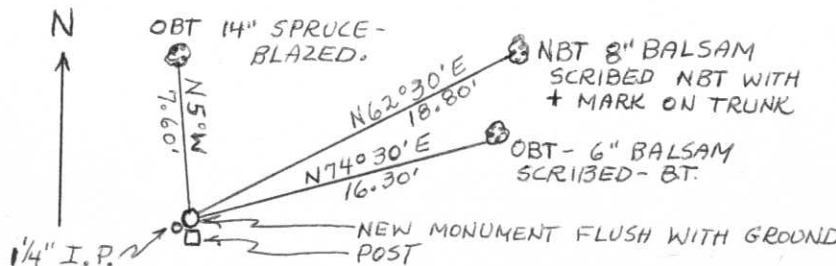 N
OBT 14" SPRUCE-
BLAZED.
NBT 8" BALSAM
SCRIBED NBT WITH
+ MARK ON TRUNK
N5°W
7.60'
N62°30'E
18.80'
N74°30'E
16.30'
OBT- 6" BALSAM
SCRIBED- BT.
NEW MONUMENT FLUSH WITH GROUND
1¼" I.P.
POST